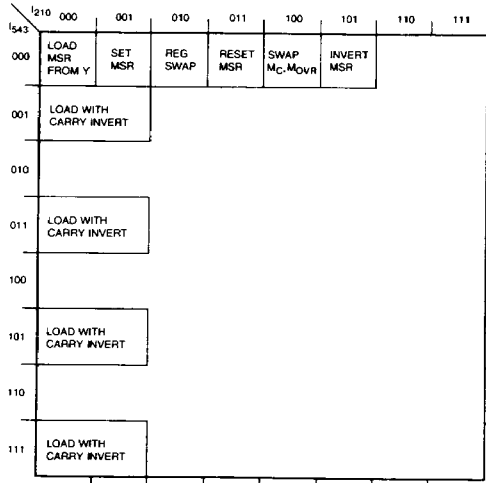 I210 000 001 010 011 100 101 110 111
I543
000 LOAD MSR FROM Y SET MSR REG SWAP RESET MSR SWAP MC.MOVR INVERT MSR
001 LOAD WITH CARRY INVERT
010
011 LOAD WITH CARRY INVERT
100
101 LOAD WITH CARRY INVERT
110
111 LOAD WITH CARRY INVERT